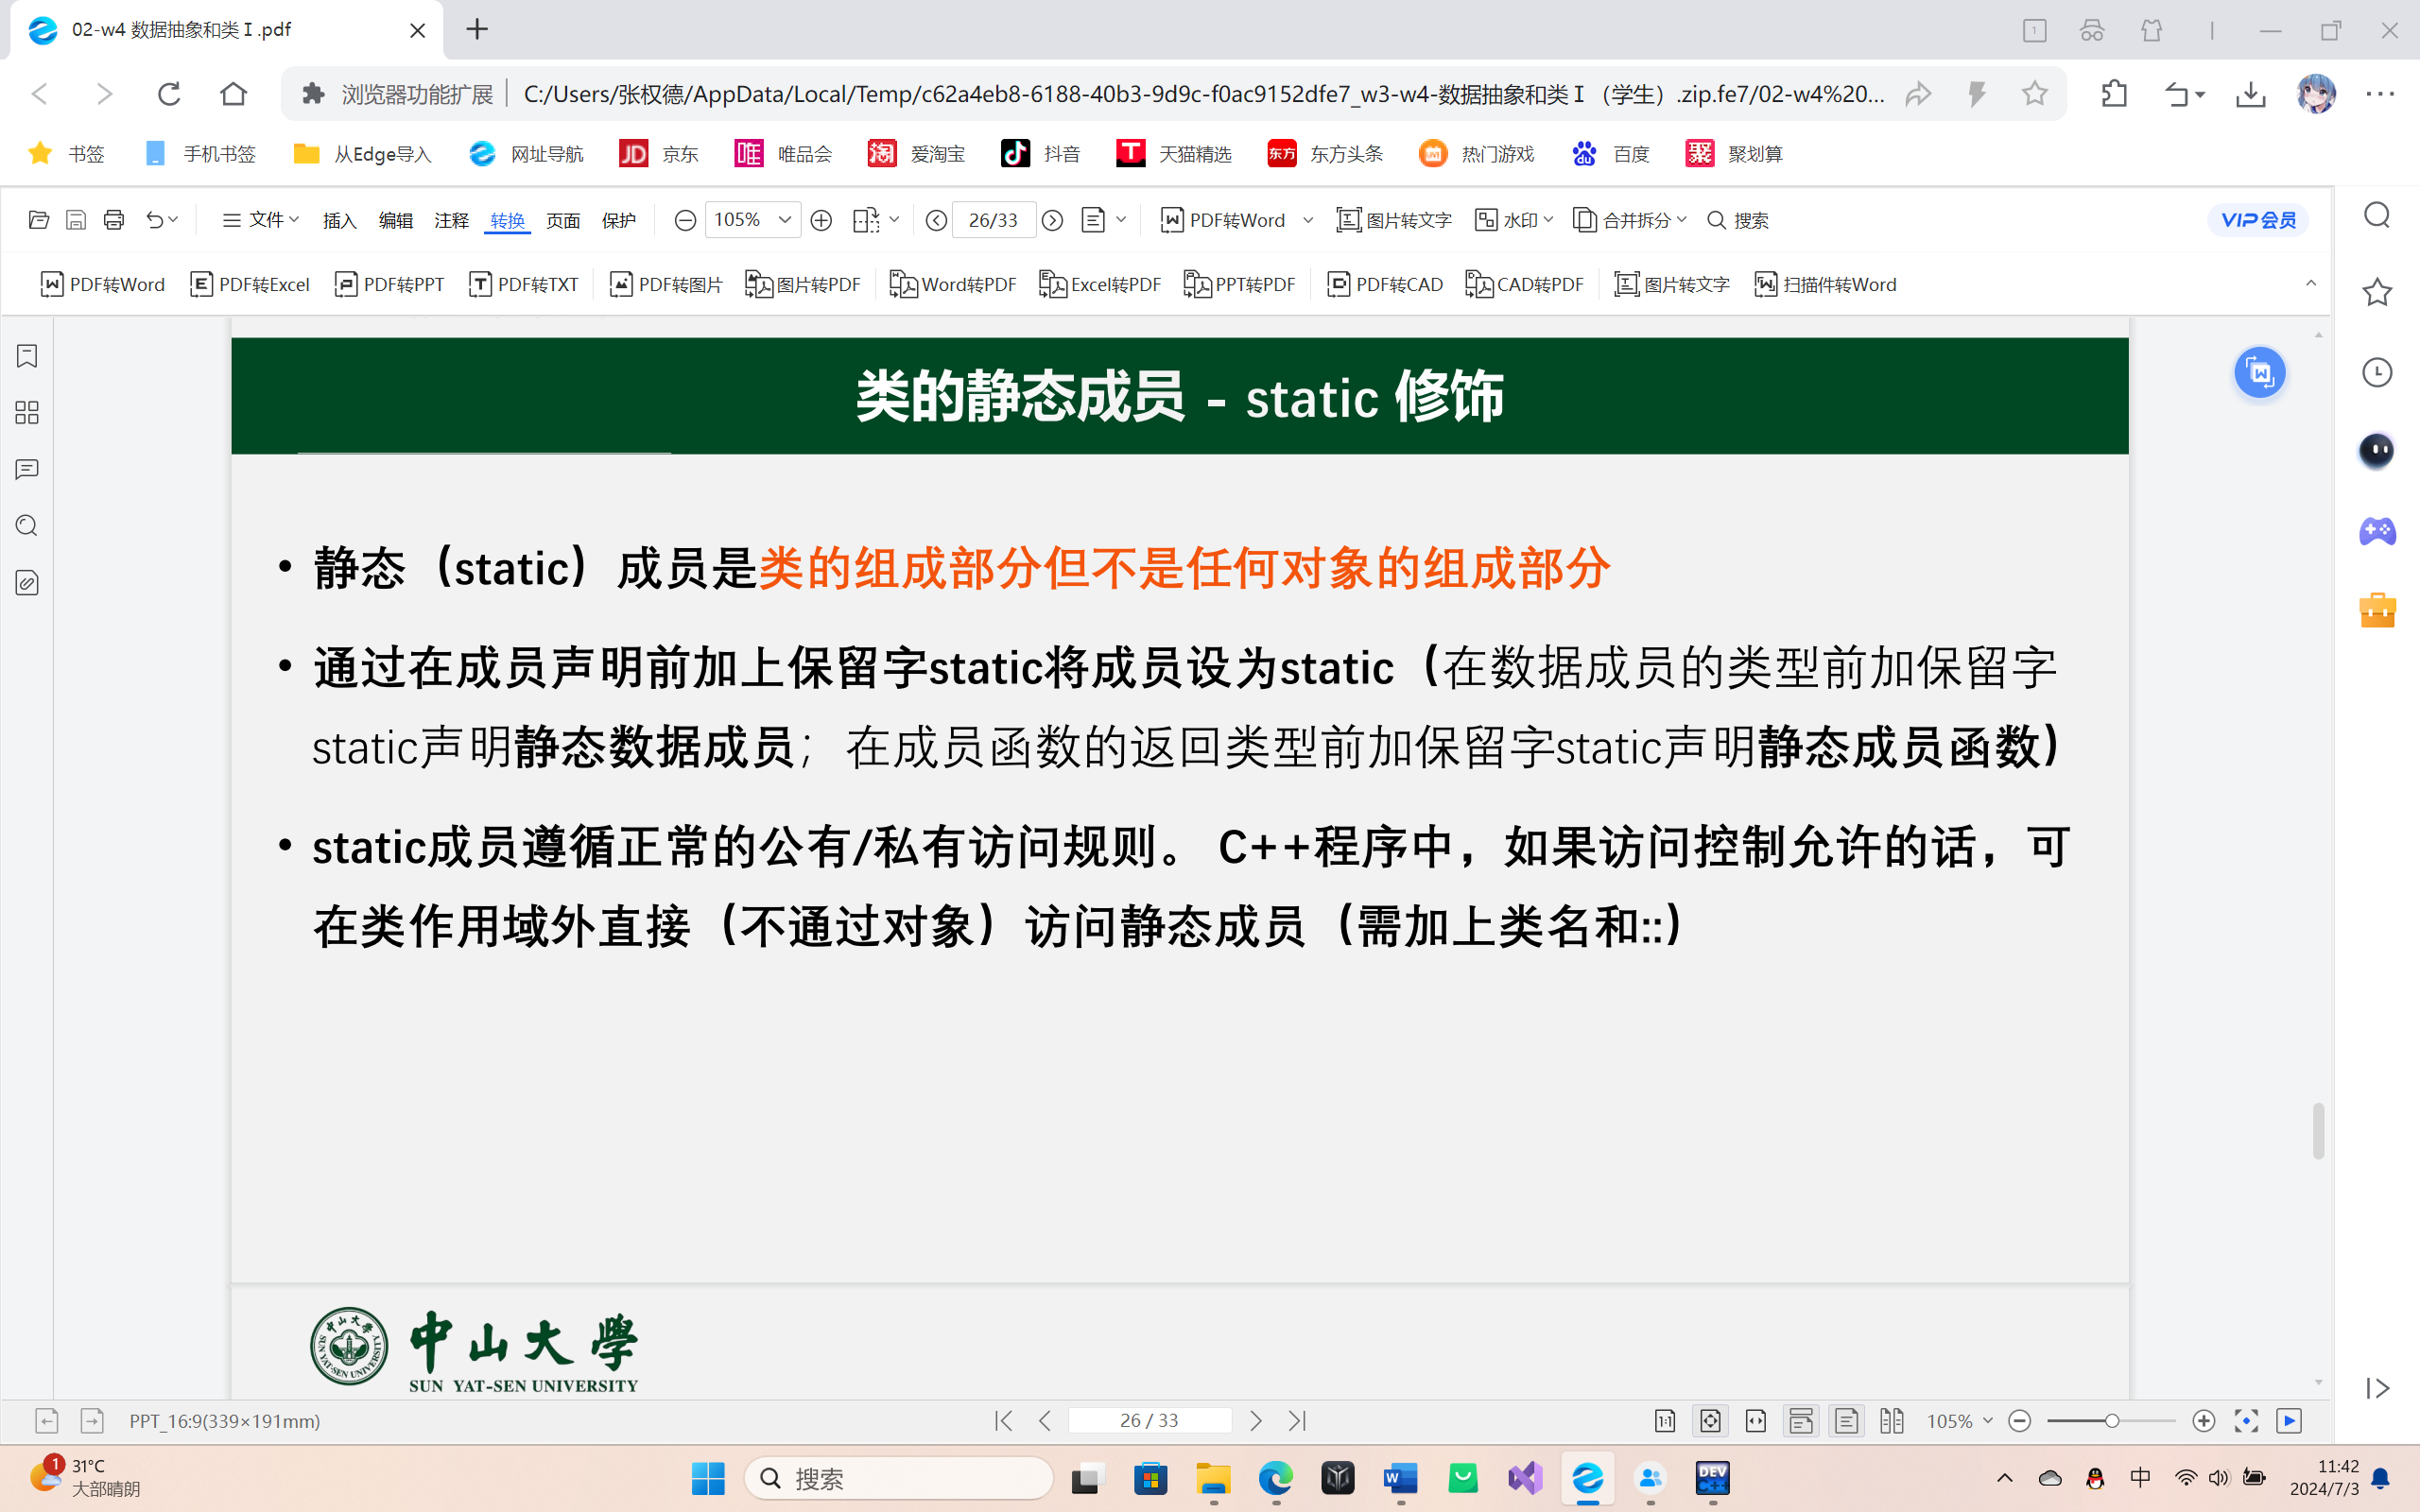 02-w4 数据抽象和类 I .pdf
浏览器功能扩展 C:/Users/张权德/AppData/Local/Temp/c62a4eb8-6188-40b3-9d9c-f0ac9152dfe7_w3-w4-数据抽象和类 I （学生）.zip.fe7/02-w4%20...
书签 手机书签 从Edge导入 网址导航 JD 京东 唯 唯品会 淘 爱淘宝 抖音 T 天猫精选 东方 东方头条 LIVE 热门游戏 du 百度 聚 聚划算
文件 插入 编辑 注释 转换 页面 保护 105% 26/33 PDF转Word 图片转文字 水印 合并拆分 搜索 VIP会员
PDF转Word PDF转Excel PDF转PPT PDF转TXT PDF转图片 图片转PDF Word转PDF Excel转PDF PPT转PDF PDF转CAD CAD转PDF 图片转文字 扫描件转Word
类的静态成员 - static 修饰
• 静态（static）成员是类的组成部分但不是任何对象的组成部分
• 通过在成员声明前加上保留字static将成员设为static（在数据成员的类型前加保留字
static声明静态数据成员；在成员函数的返回类型前加保留字static声明静态成员函数）
• static成员遵循正常的公有/私有访问规则。 C++程序中，如果访问控制允许的话，可
在类作用域外直接（不通过对象）访问静态成员（需加上类名和::）
中山大學
SUN YAT-SEN UNIVERSITY
PPT_16:9(339×191mm) 26 / 33 1:1 105%
1 31°C
大部晴朗
搜索
DEV C++
中
11:42
2024/7/3